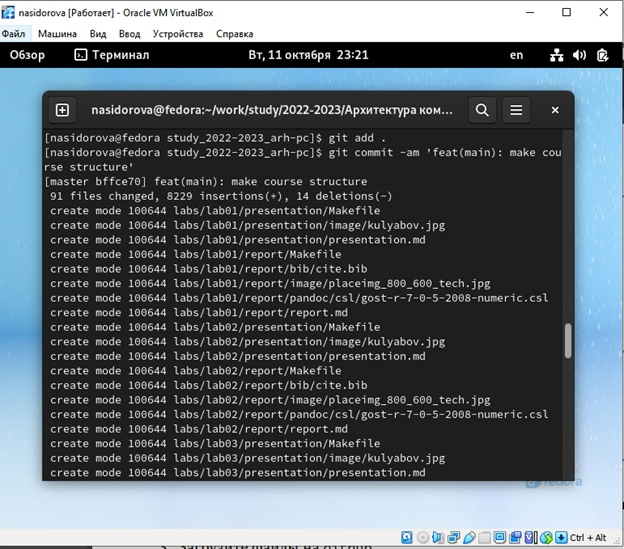 nasidorova [Работает] - Oracle VM VirtualBox
Файл Машина Вид Ввод Устройства Справка
Обзор Терминал Вт, 11 октября 23:21 en
nasidorova@fedora:~/work/study/2022-2023/Архитектура ком...
[nasidorova@fedora study_2022-2023_arh-pc]$ git add .
[nasidorova@fedora study_2022-2023_arh-pc]$ git commit -am 'feat(main): make cou
rse structure'
[master bffce70] feat(main): make course structure
91 files changed, 8229 insertions(+), 14 deletions(-)
create mode 100644 labs/lab01/presentation/Makefile
create mode 100644 labs/lab01/presentation/image/kulyabov.jpg
create mode 100644 labs/lab01/presentation/presentation.md
create mode 100644 labs/lab01/report/Makefile
create mode 100644 labs/lab01/report/bib/cite.bib
create mode 100644 labs/lab01/report/image/placeimg_800_600_tech.jpg
create mode 100644 labs/lab01/report/pandoc/csl/gost-r-7-0-5-2008-numeric.csl
create mode 100644 labs/lab01/report/report.md
create mode 100644 labs/lab02/presentation/Makefile
create mode 100644 labs/lab02/presentation/image/kulyabov.jpg
create mode 100644 labs/lab02/presentation/presentation.md
create mode 100644 labs/lab02/report/Makefile
create mode 100644 labs/lab02/report/bib/cite.bib
create mode 100644 labs/lab02/report/image/placeimg_800_600_tech.jpg
create mode 100644 labs/lab02/report/pandoc/csl/gost-r-7-0-5-2008-numeric.csl
create mode 100644 labs/lab02/report/report.md
create mode 100644 labs/lab03/presentation/Makefile
create mode 100644 labs/lab03/presentation/image/kulyabov.jpg
create mode 100644 labs/lab03/presentation/presentation.md
fedora
Ctrl + Alt